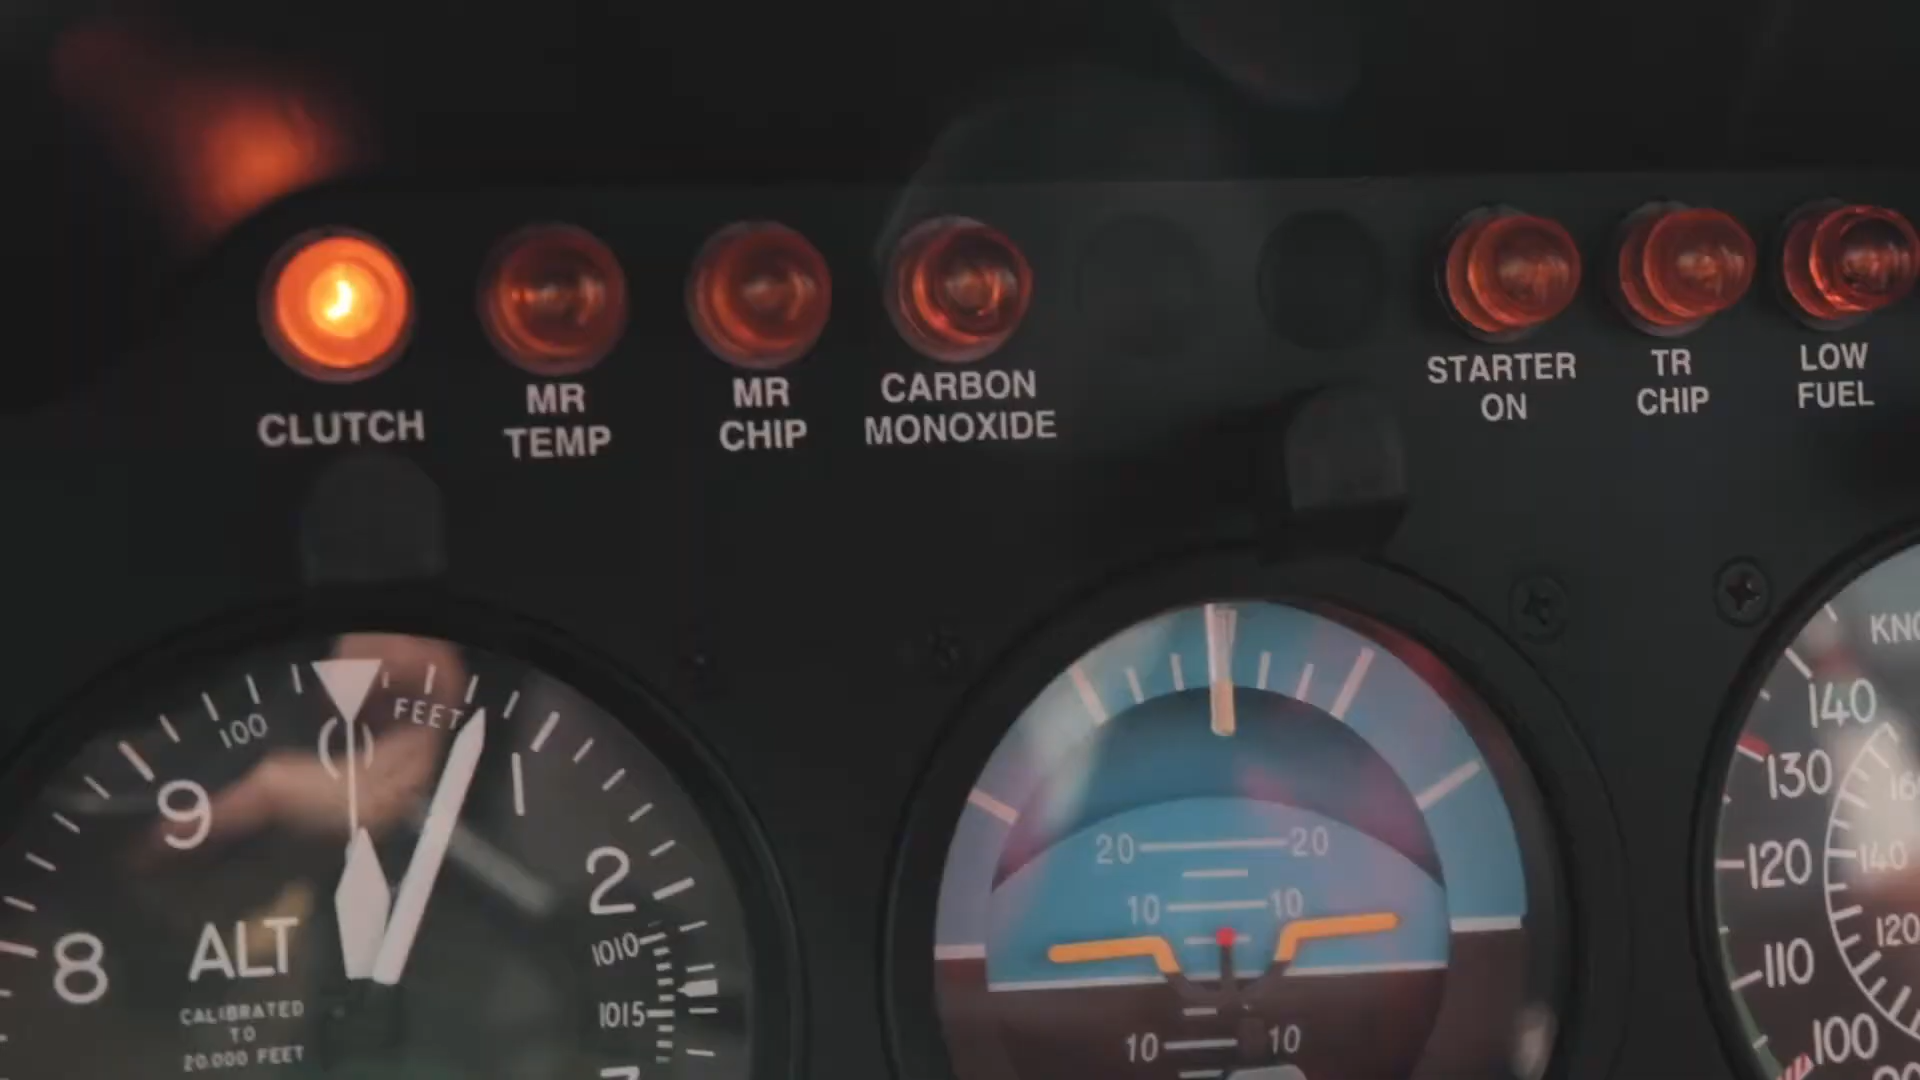 CLUTCH
MR
TEMP
MR
CHIP
CARBON
MONOXIDE
STARTER
ON
TR
CHIP
LOW
FUEL
100
FEET
9
1
2
8
ALT
CALIBRATED
TO
20,000 FEET
1010
1015
20 20
10 10
10 10
140
130
120
110
100
140
120